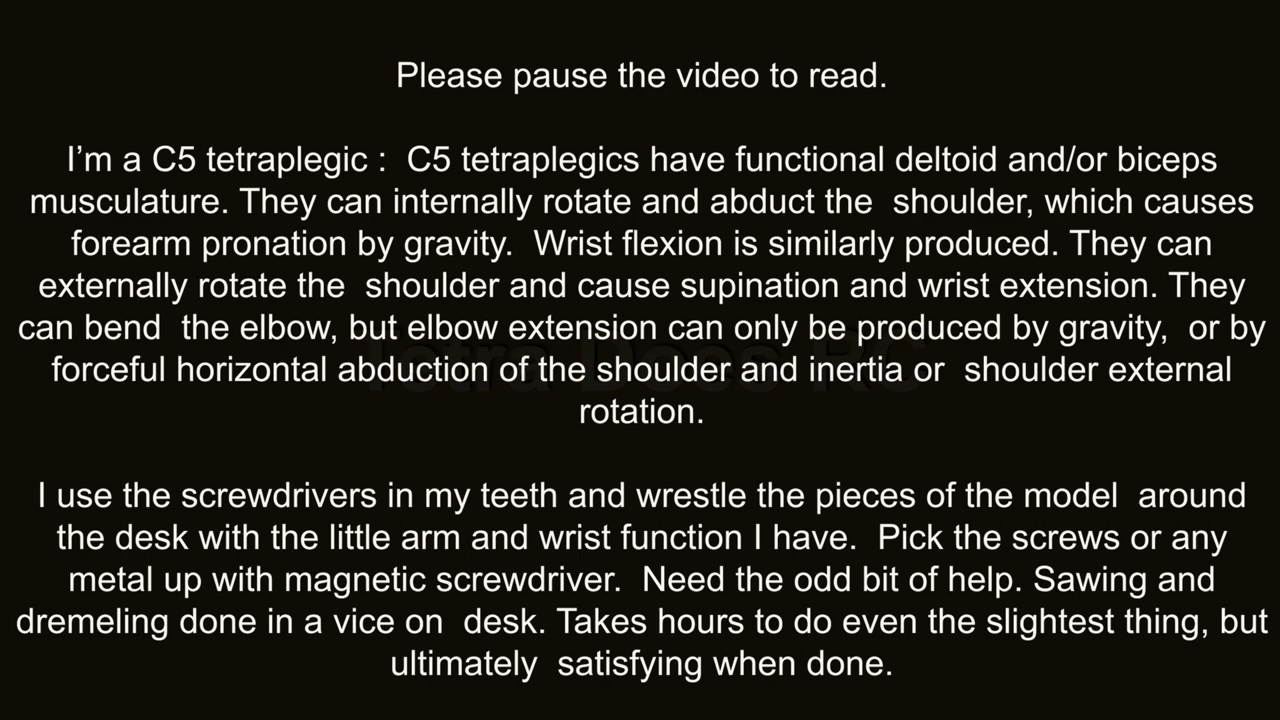 Please pause the video to read.
I’m a C5 tetraplegic :  C5 tetraplegics have functional deltoid and/or biceps
musculature. They can internally rotate and abduct the  shoulder, which causes
forearm pronation by gravity.  Wrist flexion is similarly produced. They can
externally rotate the  shoulder and cause supination and wrist extension. They
can bend  the elbow, but elbow extension can only be produced by gravity,  or by
forceful horizontal abduction of the shoulder and inertia or  shoulder external
rotation.
I use the screwdrivers in my teeth and wrestle the pieces of the model  around
the desk with the little arm and wrist function I have.  Pick the screws or any
metal up with magnetic screwdriver.  Need the odd bit of help. Sawing and
dremeling done in a vice on  desk. Takes hours to do even the slightest thing, but
ultimately  satisfying when done.